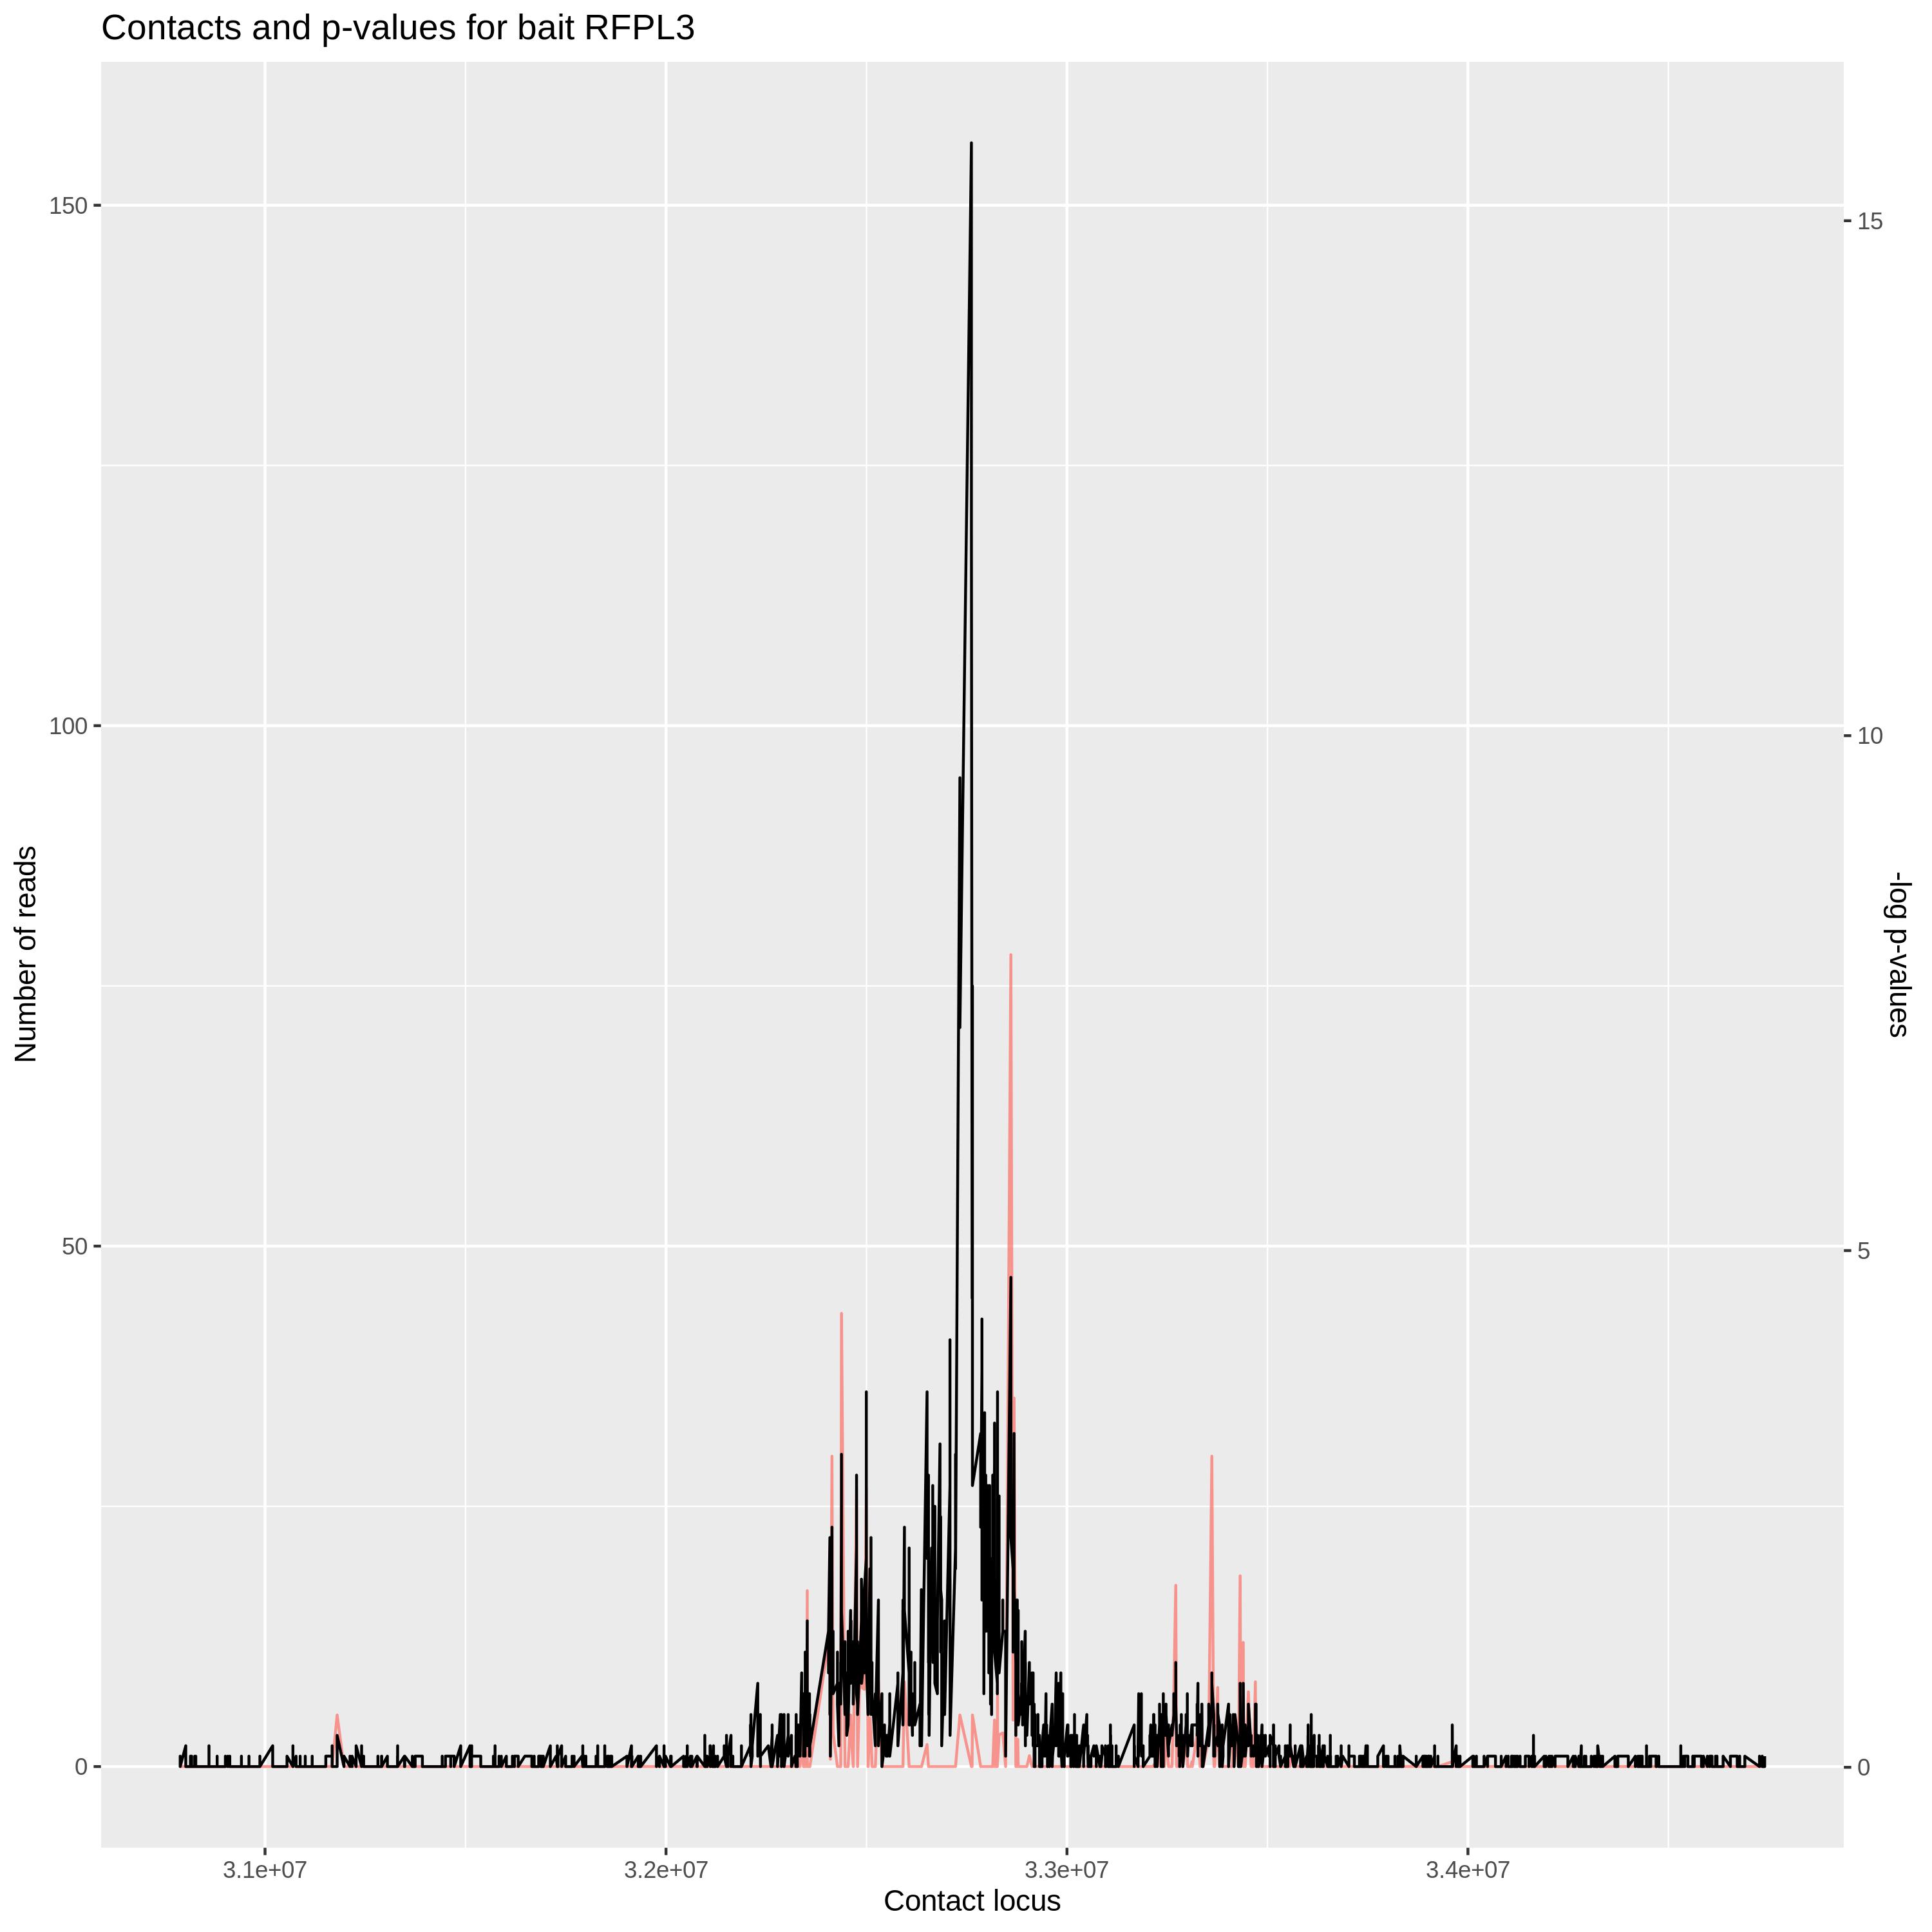 Contacts and p-values for bait RFPL3
150
100
50
0
15
10
5
0
Number of reads
-log p-values
3.1e+07 3.2e+07 3.3e+07 3.4e+07
Contact locus